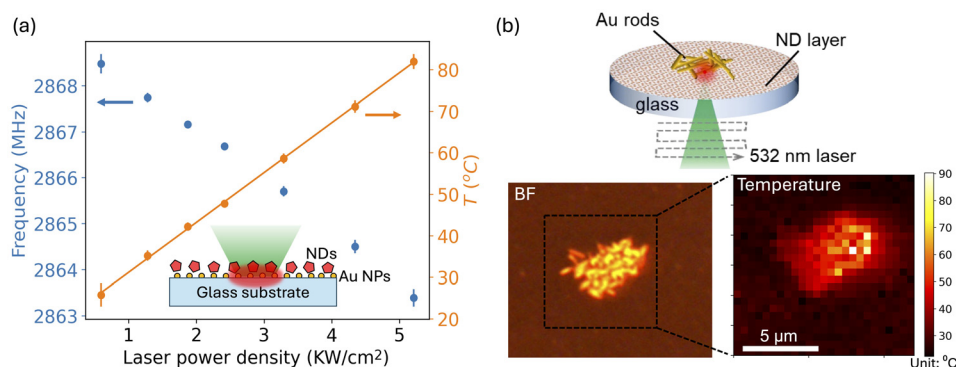 (a)
Frequency (MHz)
2868
2867
2866
2865
2864
2863
80
70
60
50
40
30
20
T (°C)
NDs
Au NPs
Glass substrate
1
2
3
4
5
Laser power density (KW/cm²)
(b)
Au rods
ND layer
glass
532 nm laser
BF
Temperature
5 μm
90
80
70
60
50
40
30
Unit: °C